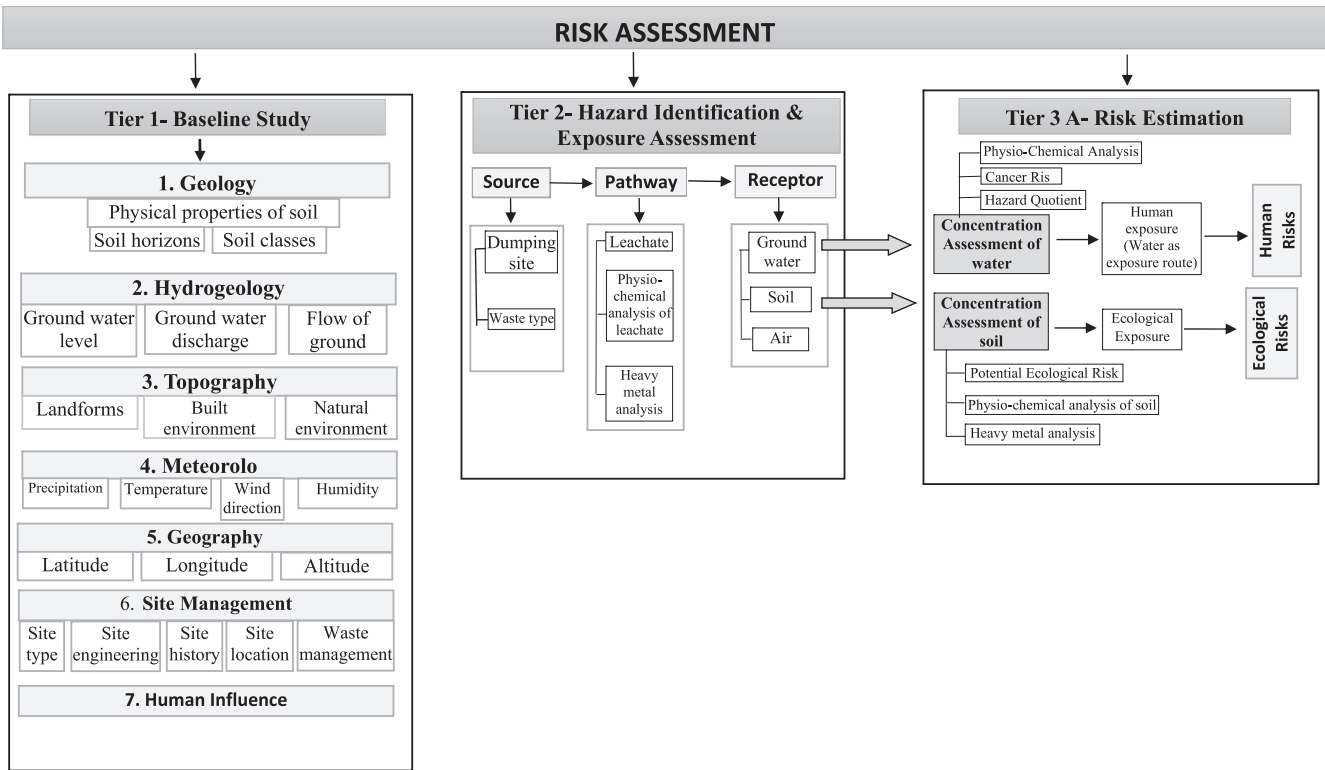 RISK ASSESSMENT
Tier 1- Baseline Study
1. Geology
Physical properties of soil
Soil horizons
Soil classes
2. Hydrogeology
Ground water
level
Ground water
discharge
Flow of
ground
3. Topography
Landforms
Built
environment
Natural
environment
4. Meteorolo
Precipitation
Temperature
Wind
direction
Humidity
5. Geography
Latitude
Longitude
Altitude
6. Site Management
Site
type
Site
engineering
Site
history
Site
location
Waste
management
7. Human Influence
Tier 2- Hazard Identification &
Exposure Assessment
Source
Pathway
Receptor
Dumping
site
Waste type
Leachate
Physio-
chemical
analysis of
leachate
Heavy
metal
analysis
Ground
water
Soil
Air
Tier 3 A- Risk Estimation
Physio-Chemical Analysis
Cancer Ris
Hazard Quotient
Concentration
Assessment of
water
Human
exposure
(Water as
exposure route)
Human
Risks
Concentration
Assessment of
soil
Ecological
Exposure
Ecological
Risks
Potential Ecological Risk
Physio-chemical analysis of soil
Heavy metal analysis